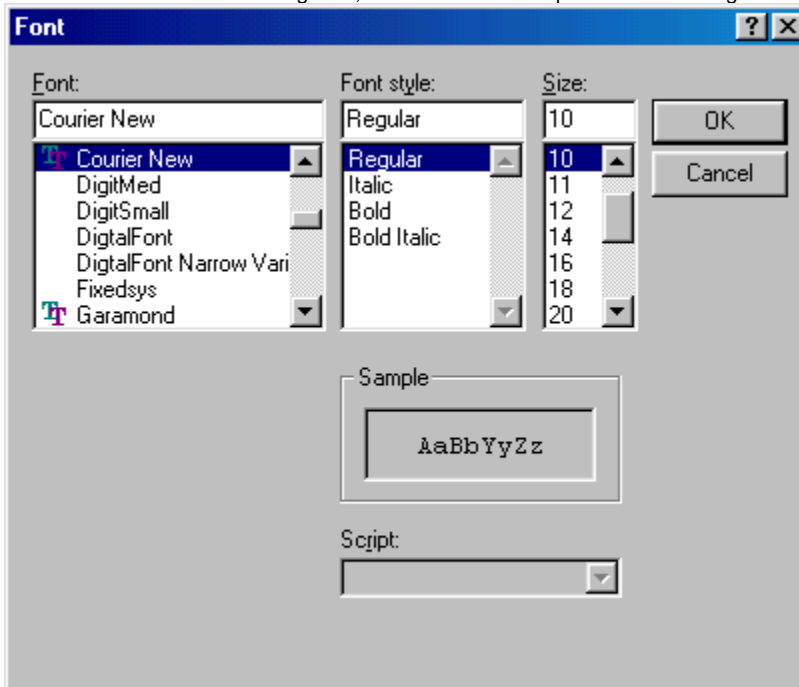 Font
Font: Font style: Size:
Courier New Regular 10 OK
Courier New Regular 10 Cancel
DigitMed Italic 11
DigitSmall Bold 12
DigtalFont Bold Italic 14
DigtalFont Narrow Vari 16
Fixedsys 18
Garamond 20
Sample
AaBbYyZz
Script: